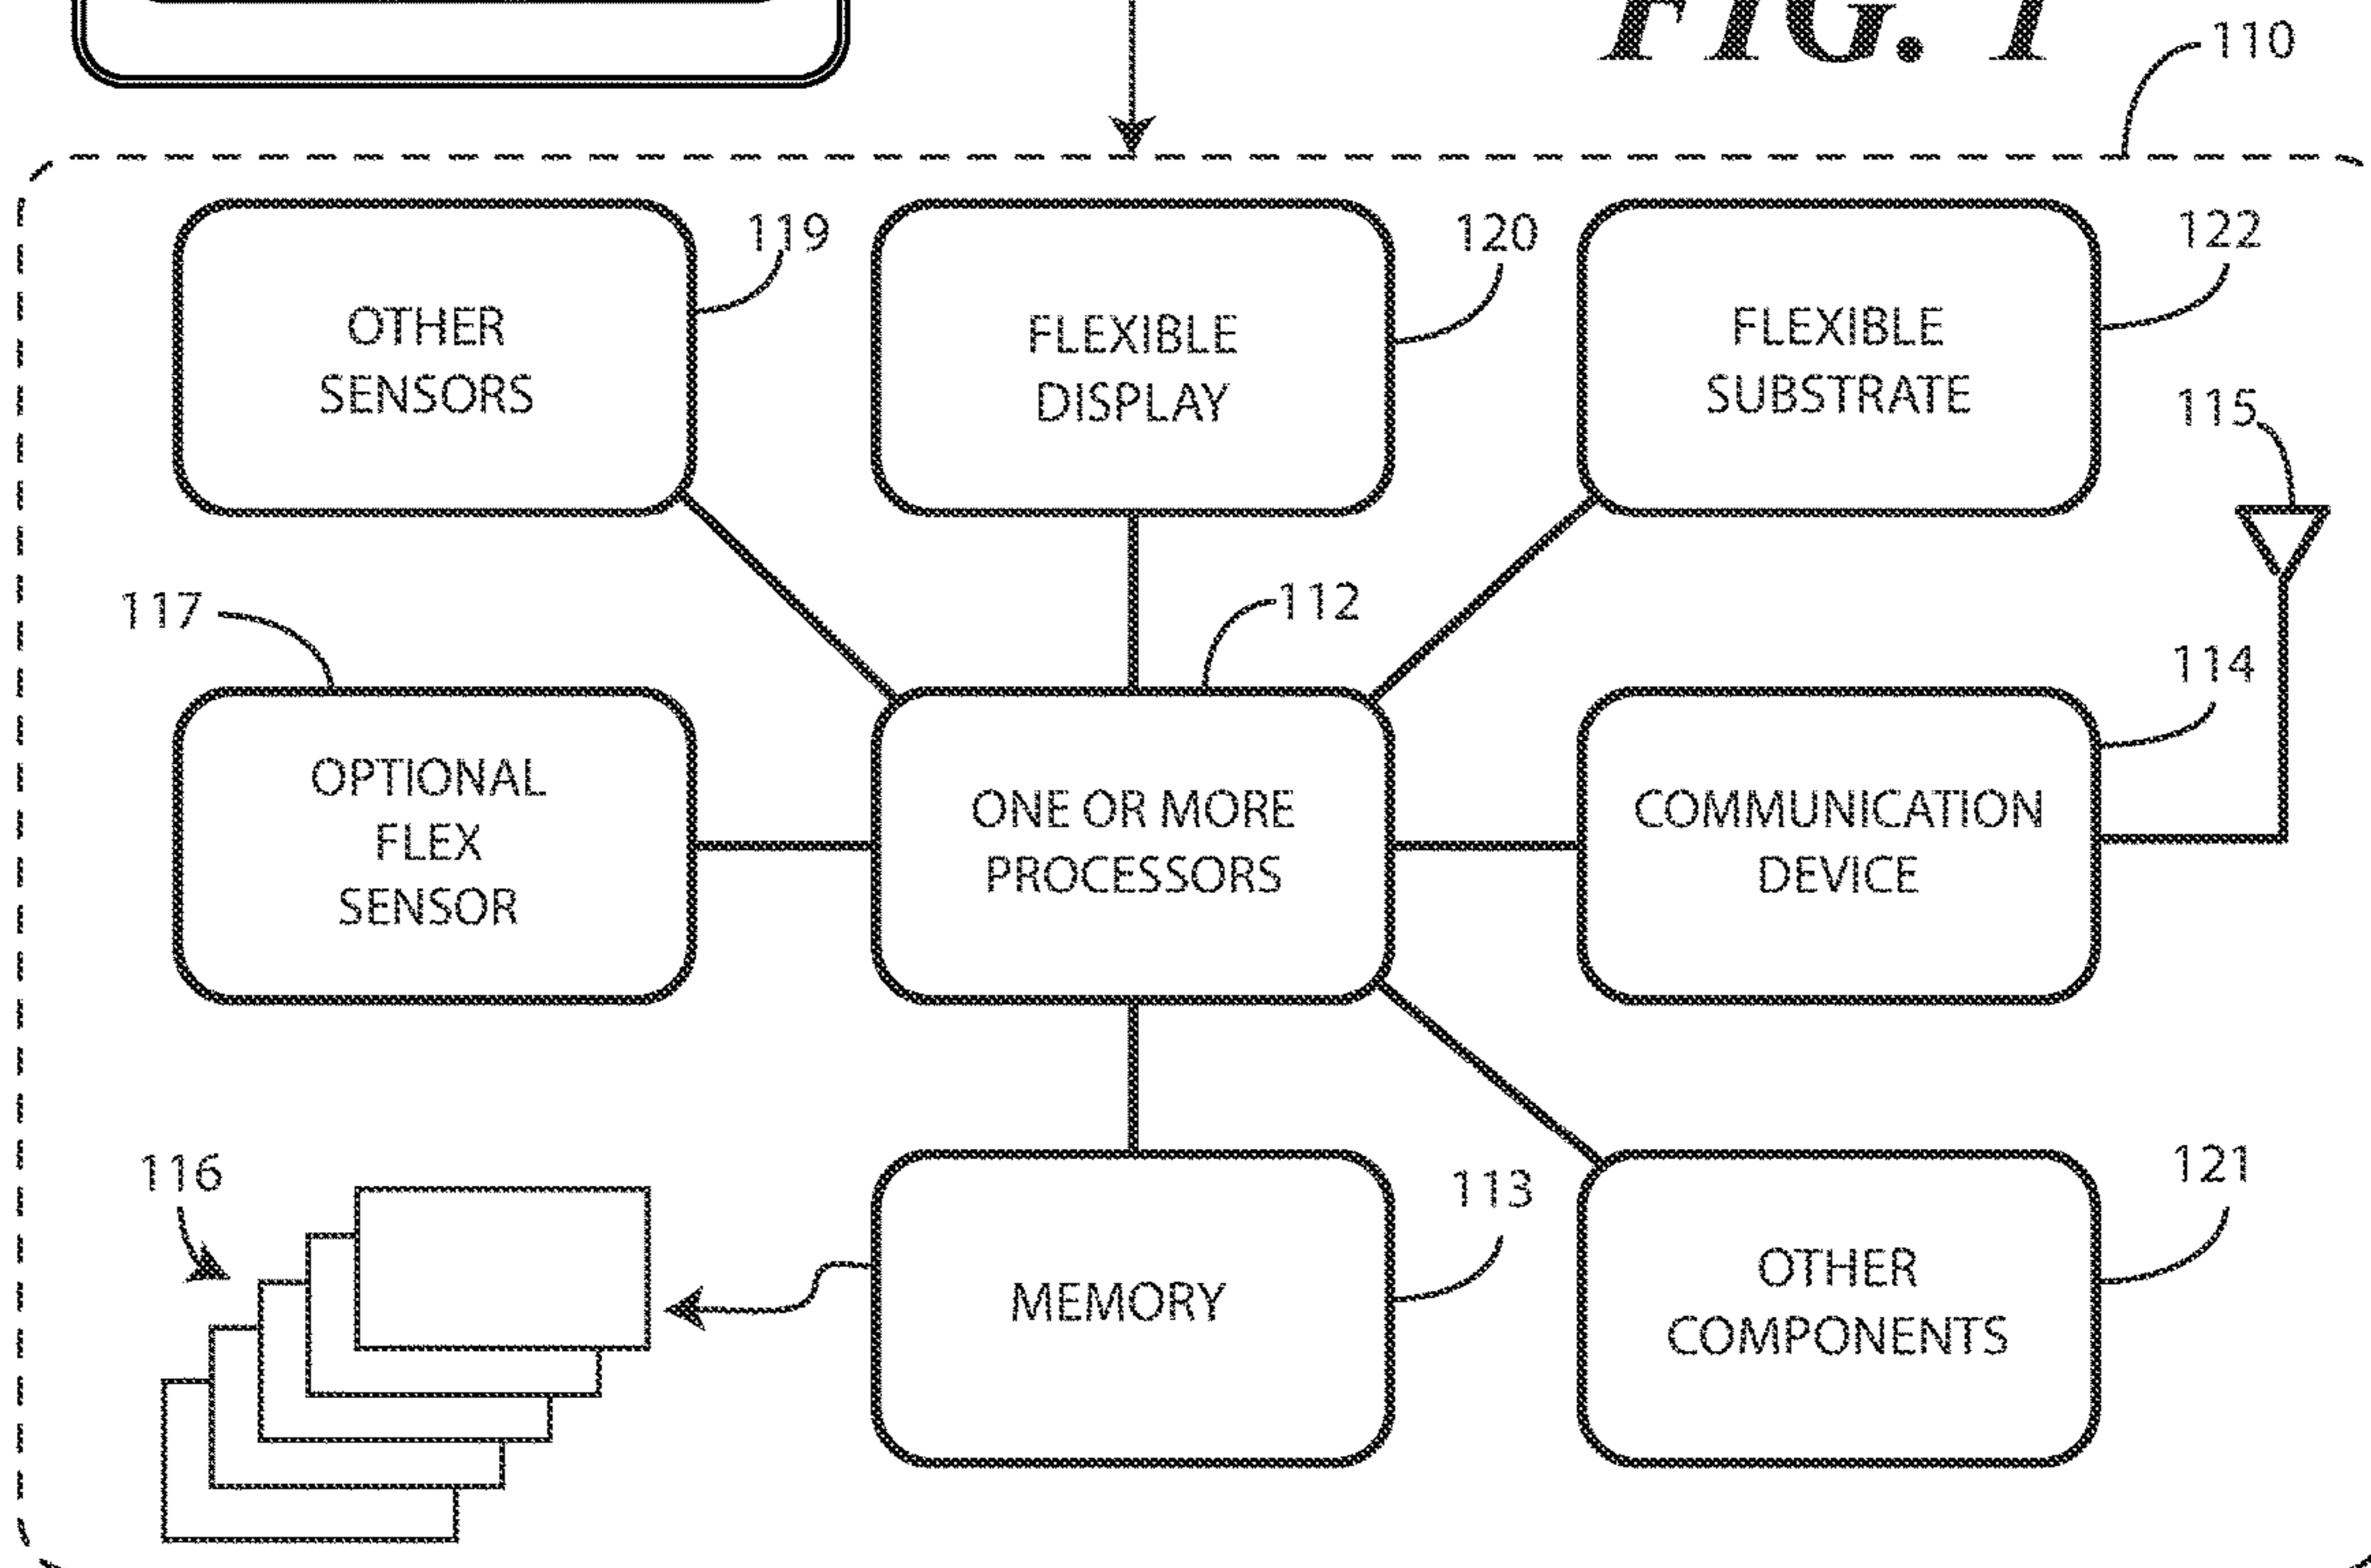 FIG. 1
110
119
120
122
OTHER
SENSORS
FLEXIBLE
DISPLAY
FLEXIBLE
SUBSTRATE
115
117
112
114
OPTIONAL
FLEX
SENSOR
ONE OR MORE
PROCESSORS
COMMUNICATION
DEVICE
116
113
121
MEMORY
OTHER
COMPONENTS